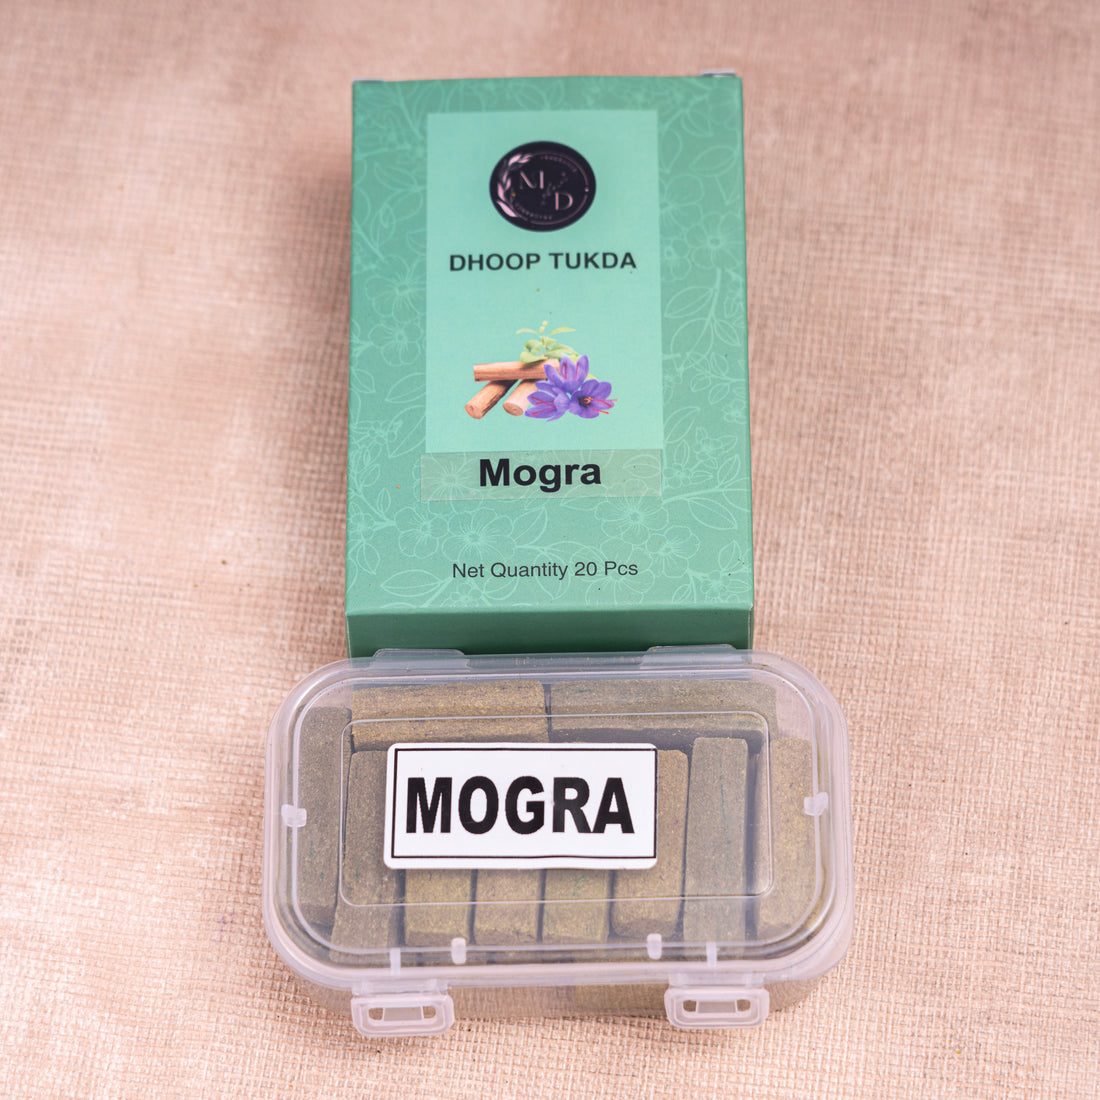 M D
DHOOP TUKDA
Mogra
Net Quantity 20 Pcs
MOGRA